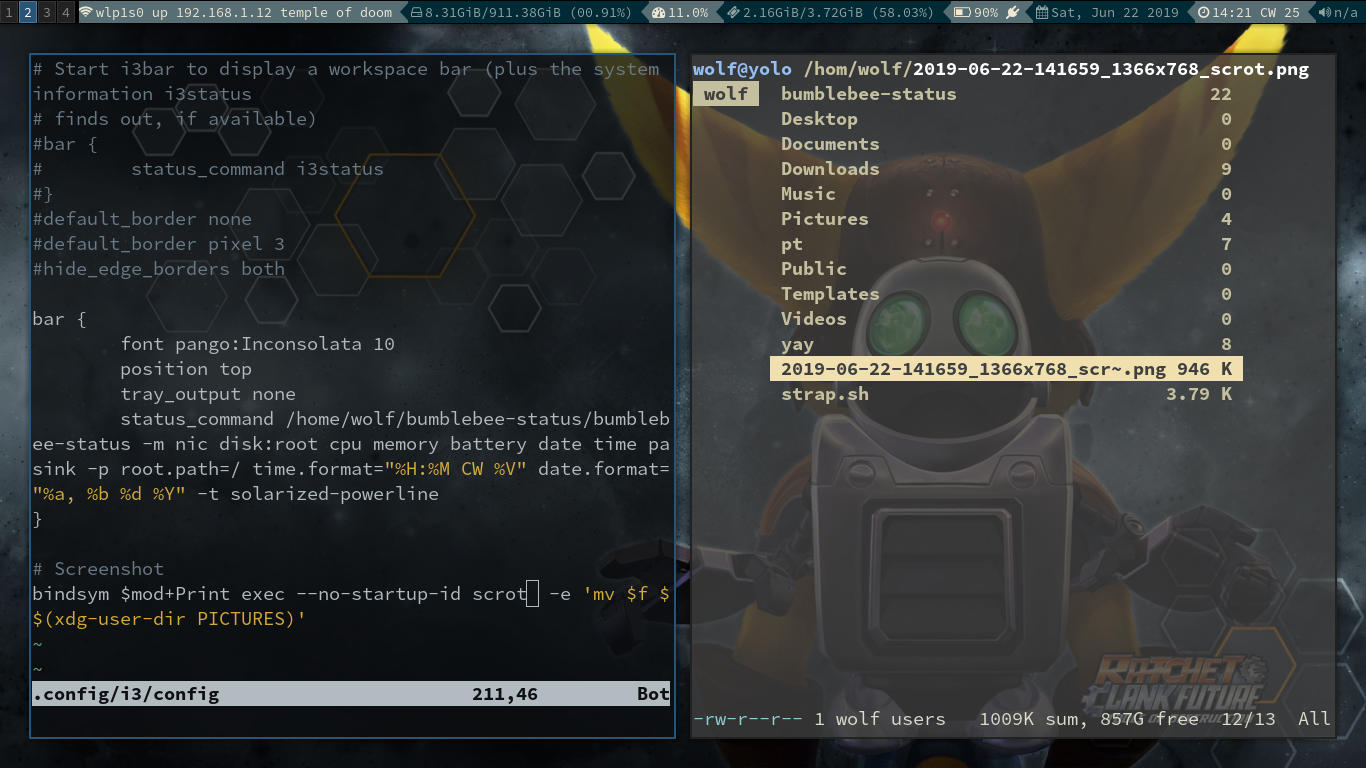 1 2 3 4 wlp1s0 up 192.168.1.12 temple of doom 8.31GiB/911.38GiB (00.91%) 11.0% 2.16GiB/3.72GiB (58.03%) 90% Sat, Jun 22 2019 14:21 CW 25 n/a
# Start i3bar to display a workspace bar (plus the system
information i3status
# finds out, if available)
#bar {
#        status_command i3status
#}
#default_border none
#default_border pixel 3
#hide_edge_borders both
bar {
        font pango:Inconsolata 10
        position top
        tray_output none
        status_command /home/wolf/bumblebee-status/bumbleb
ee-status -m nic disk:root cpu memory battery date time pa
sink -p root.path=/ time.format="%H:%M CW %V" date.format=
"%a, %b %d %Y" -t solarized-powerline
}
# Screenshot
bindsym $mod+Print exec --no-startup-id scrot -e 'mv $f $
$(xdg-user-dir PICTURES)'
~
~
.config/i3/config 211,46 Bot
wolf@yolo /hom/wolf/2019-06-22-141659_1366x768_scrot.png
wolf bumblebee-status 22
Desktop 0
Documents 0
Downloads 9
Music 0
Pictures 4
pt 7
Public 0
Templates 0
Videos 0
yay 8
2019-06-22-141659_1366x768_scr~.png 946 K
strap.sh 3.79 K
RATCHET
CLANK FUTURE
-rw-r--r-- 1 wolf users 1009K sum, 857G free 12/13 All